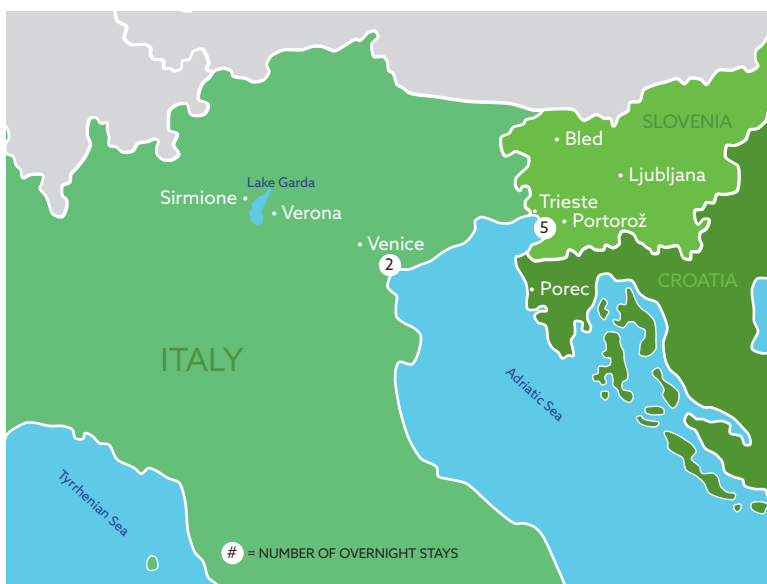 SLOVENIA
Bled
Ljubljana
Lake Garda
Sirmione
Verona
Trieste
Portorož
5
Venice
2
CROATIA
Porec
ITALY
Adriatic Sea
Tyrrhenian Sea
# = NUMBER OF OVERNIGHT STAYS